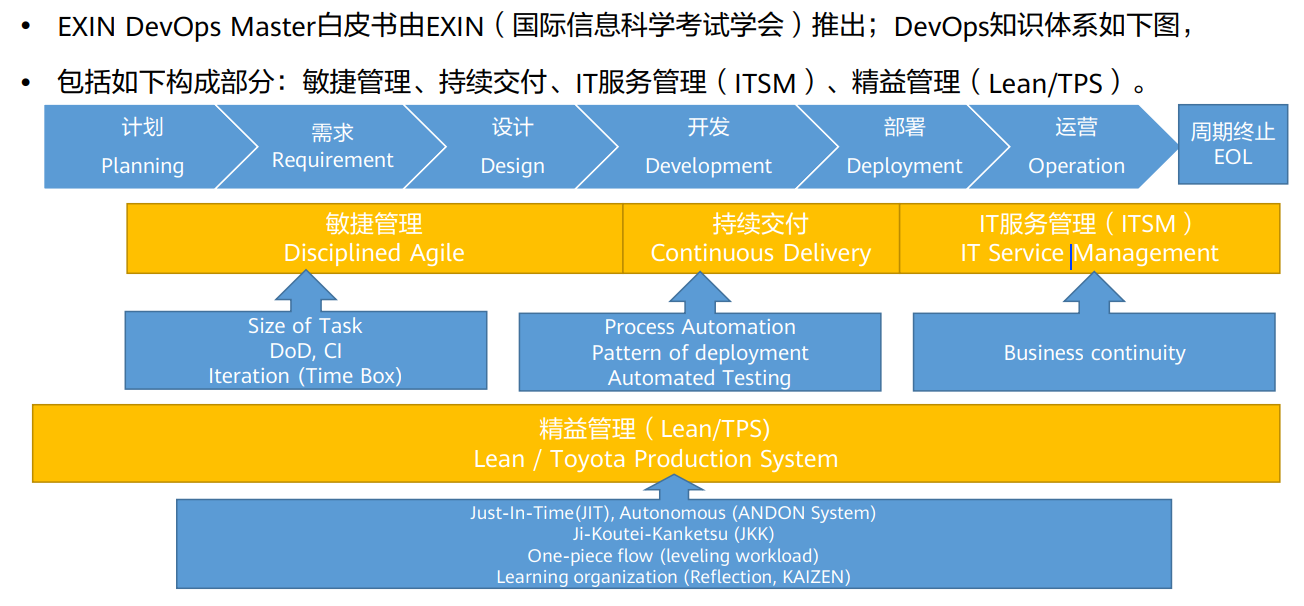 • EXIN DevOps Master白皮书由EXIN（国际信息科学考试学会）推出；DevOps知识体系如下图，
• 包括如下构成部分：敏捷管理、持续交付、IT服务管理（ITSM）、精益管理（Lean/TPS）。
计划
Planning
需求
Requirement
设计
Design
开发
Development
部署
Deployment
运营
Operation
周期终止
EOL
敏捷管理
Disciplined Agile
持续交付
Continuous Delivery
IT服务管理（ITSM）
IT Service Management
Size of Task
DoD, CI
Iteration (Time Box)
Process Automation
Pattern of deployment
Automated Testing
Business continuity
精益管理（Lean/TPS)
Lean / Toyota Production System
Just-In-Time(JIT), Autonomous (ANDON System)
Ji-Koutei-Kanketsu (JKK)
One-piece flow (leveling workload)
Learning organization (Reflection, KAIZEN)